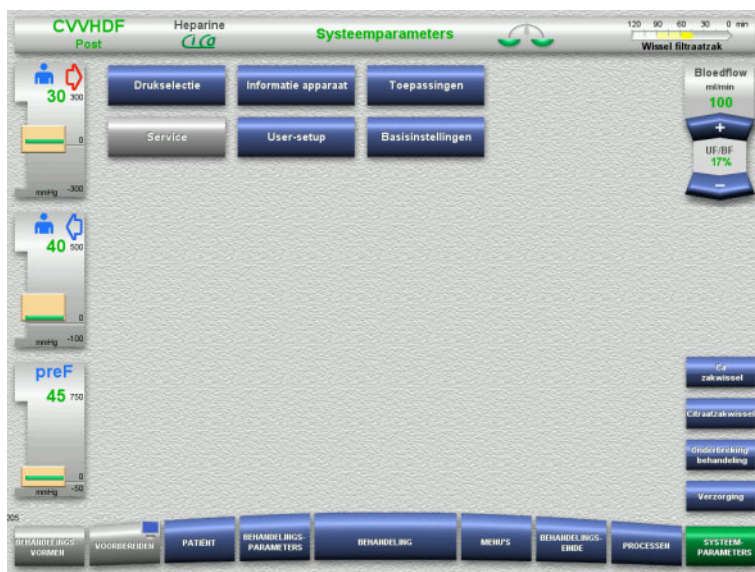 CVVHDF
Post
Heparine
CiCa
Systeemparameters
120 90 60 30 0 min
Wissel filtraatzak
30
300
0
-300
mmHg
Drukselectie
Informatie apparaat
Toepassingen
Service
User-setup
Basisinstellingen
Bloedflow
ml/min
100
+
UF/BF
17%
–
40
500
0
-100
mmHg
preF
45
750
0
-50
mmHg
Ca
zakwissel
Citraatzakwissel
Onderbreking
behandeling
Verzorging
205
BEHANDELINGS-
VORMEN
VOORBEREIDEN
PATIËNT
BEHANDELINGS-
PARAMETERS
BEHANDELING
MENU'S
BEHANDELINGS-
EINDE
PROCESSEN
SYSTEEM-
PARAMETERS